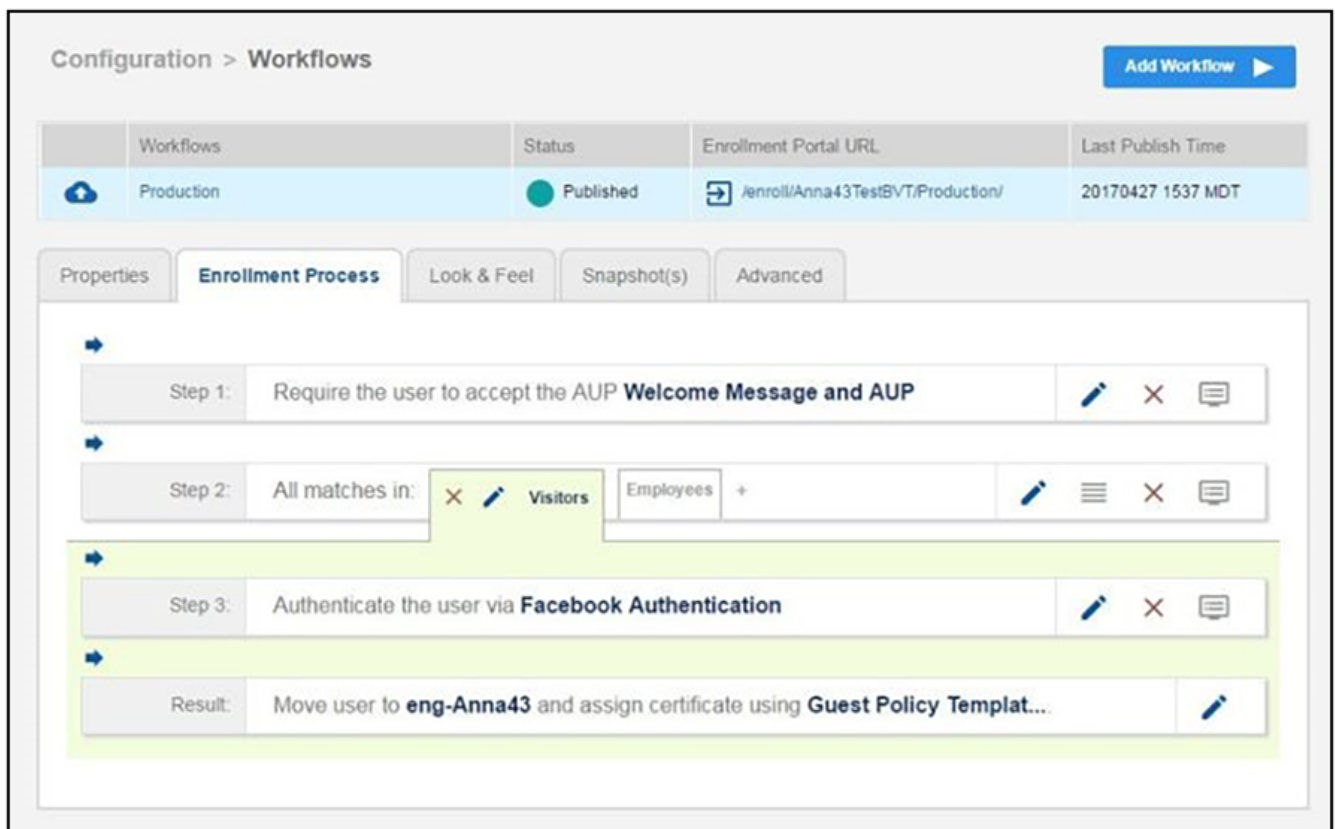 Configuration > Workflows
Add Workflow
Workflows Status Enrollment Portal URL Last Publish Time
Production Published /enroll/Anna43TestBVT/Production/ 20170427 1537 MDT
Properties Enrollment Process Look & Feel Snapshot(s) Advanced
Step 1: Require the user to accept the AUP Welcome Message and AUP
Step 2: All matches in: Visitors Employees +
Step 3: Authenticate the user via Facebook Authentication
Result: Move user to eng-Anna43 and assign certificate using Guest Policy Templat...